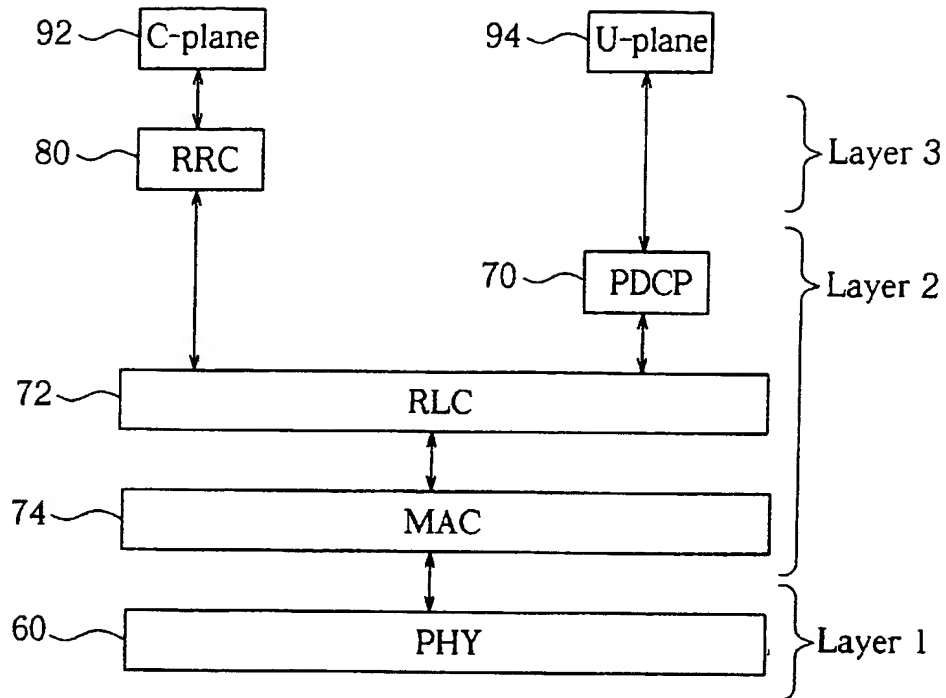 92 C-plane
94 U-plane
80 RRC
Layer 3
70 PDCP
Layer 2
72 RLC
74 MAC
60 PHY
Layer 1